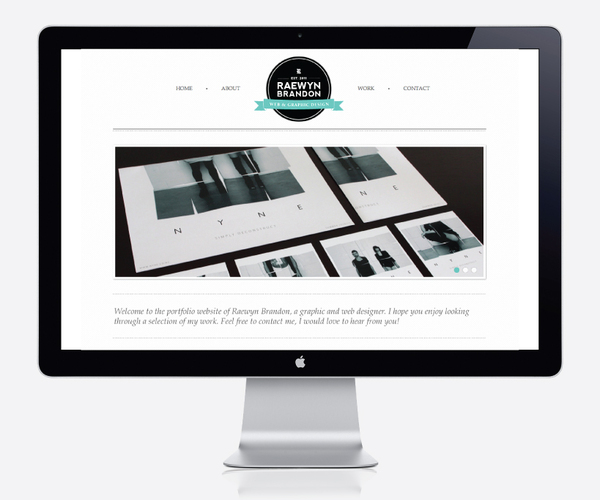 EST. 2011
HOME • ABOUT
RAEWYN
BRANDON
WEB & GRAPHIC DESIGN
WORK • CONTACT
N Y N E
N E
Welcome to the portfolio website of Raewyn Brandon, a graphic and web designer. I hope you enjoy looking
through a selection of my work. Feel free to contact me, I would love to hear from you!